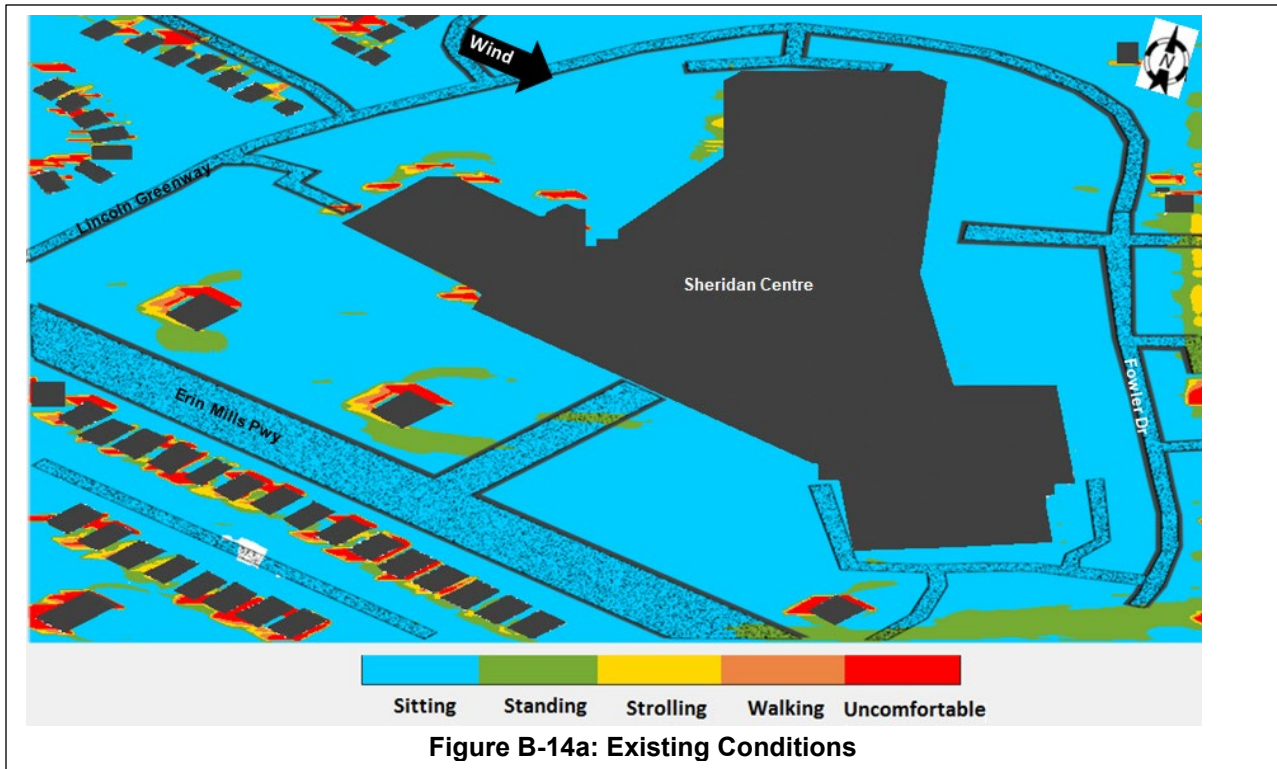 Wind
N
Lincoln Greenway
Sheridan Centre
Erin Mills Pwy
Fowler Dr
Sitting Standing Strolling Walking Uncomfortable
Figure B-14a: Existing Conditions